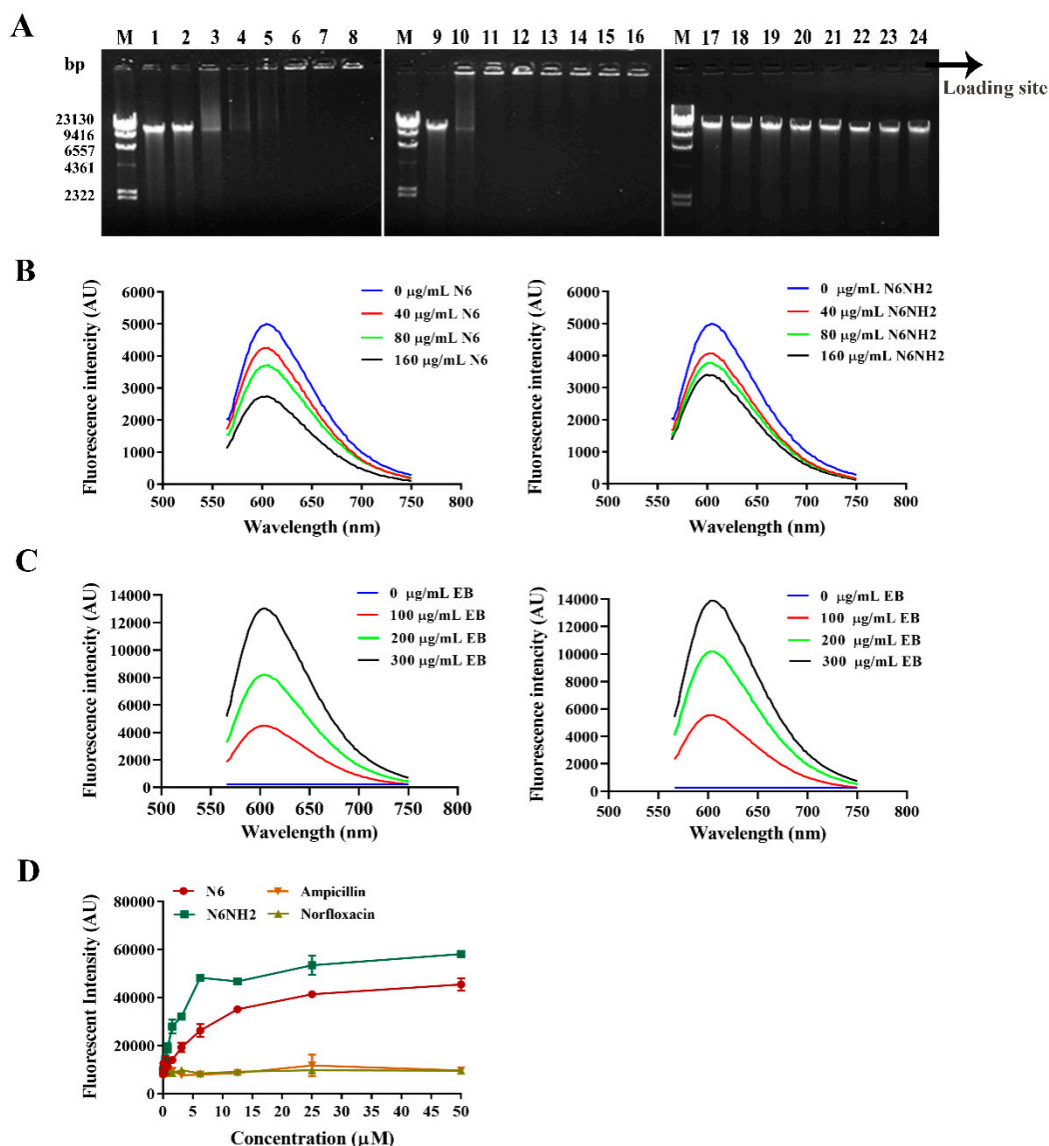 A
M 1 2 3 4 5 6 7 8
M 9 10 11 12 13 14 15 16
M 17 18 19 20 21 22 23 24
bp
Loading site
23130
9416
6557
4361
2322
B
Fluorescence intencity (AU)
6000
5000
4000
3000
2000
1000
0
500 550 600 650 700 750 800
Wavelength (nm)
0 μg/mL N6
40 μg/mL N6
80 μg/mL N6
160 μg/mL N6
Fluorescence intencity (AU)
6000
5000
4000
3000
2000
1000
0
500 550 600 650 700 750 800
Wavelength (nm)
0 μg/mL N6NH2
40 μg/mL N6NH2
80 μg/mL N6NH2
160 μg/mL N6NH2
C
Fluorescence intencity (AU)
14000
12000
10000
8000
6000
4000
2000
0
500 550 600 650 700 750 800
Wavelength (nm)
0 μg/mL EB
100 μg/mL EB
200 μg/mL EB
300 μg/mL EB
Fluorescence intencity (AU)
14000
12000
10000
8000
6000
4000
2000
0
500 550 600 650 700 750 800
Wavelength (nm)
0 μg/mL EB
100 μg/mL EB
200 μg/mL EB
300 μg/mL EB
D
N6 Ampicillin
N6NH2 Norfloxacin
Fluorescent Intensity (AU)
80000
60000
40000
20000
0
0 5 10 15 20 25 30 35 40 45 50
Concentration (μM)